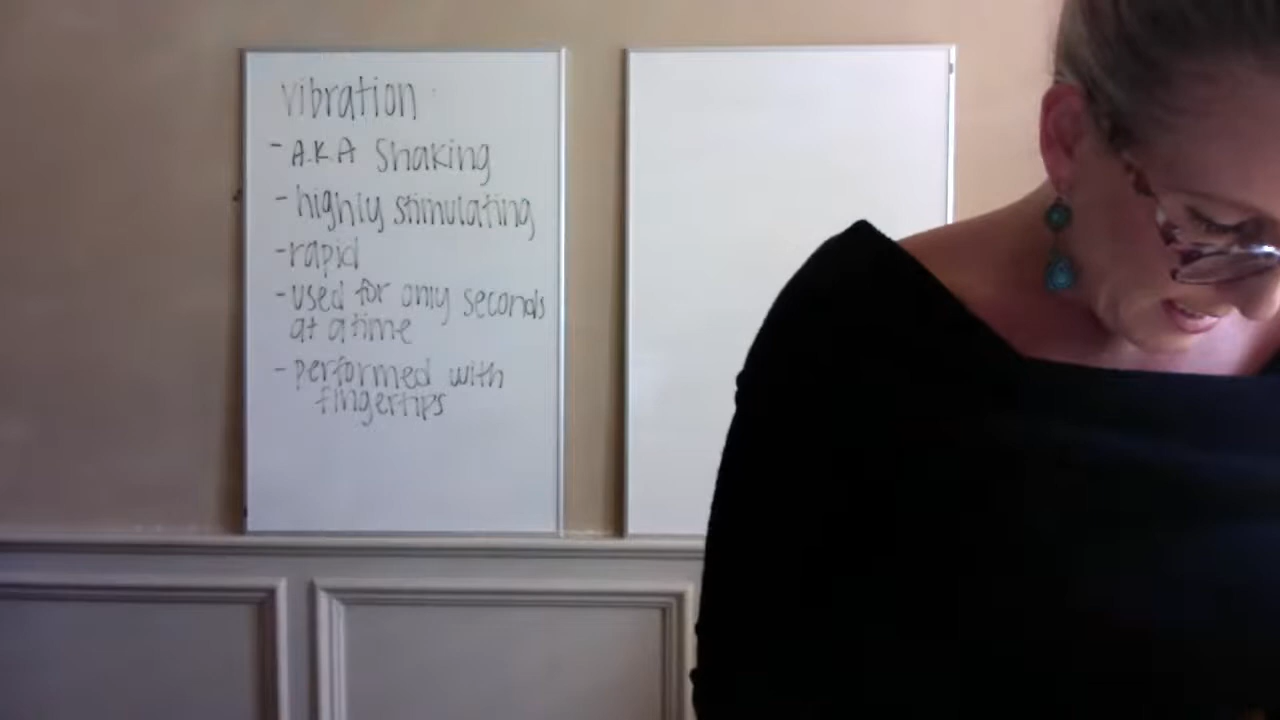 vibration
- A.K.A Shaking
- highly stimulating
- rapid
- used for only seconds
at a time
- performed with
fingertips